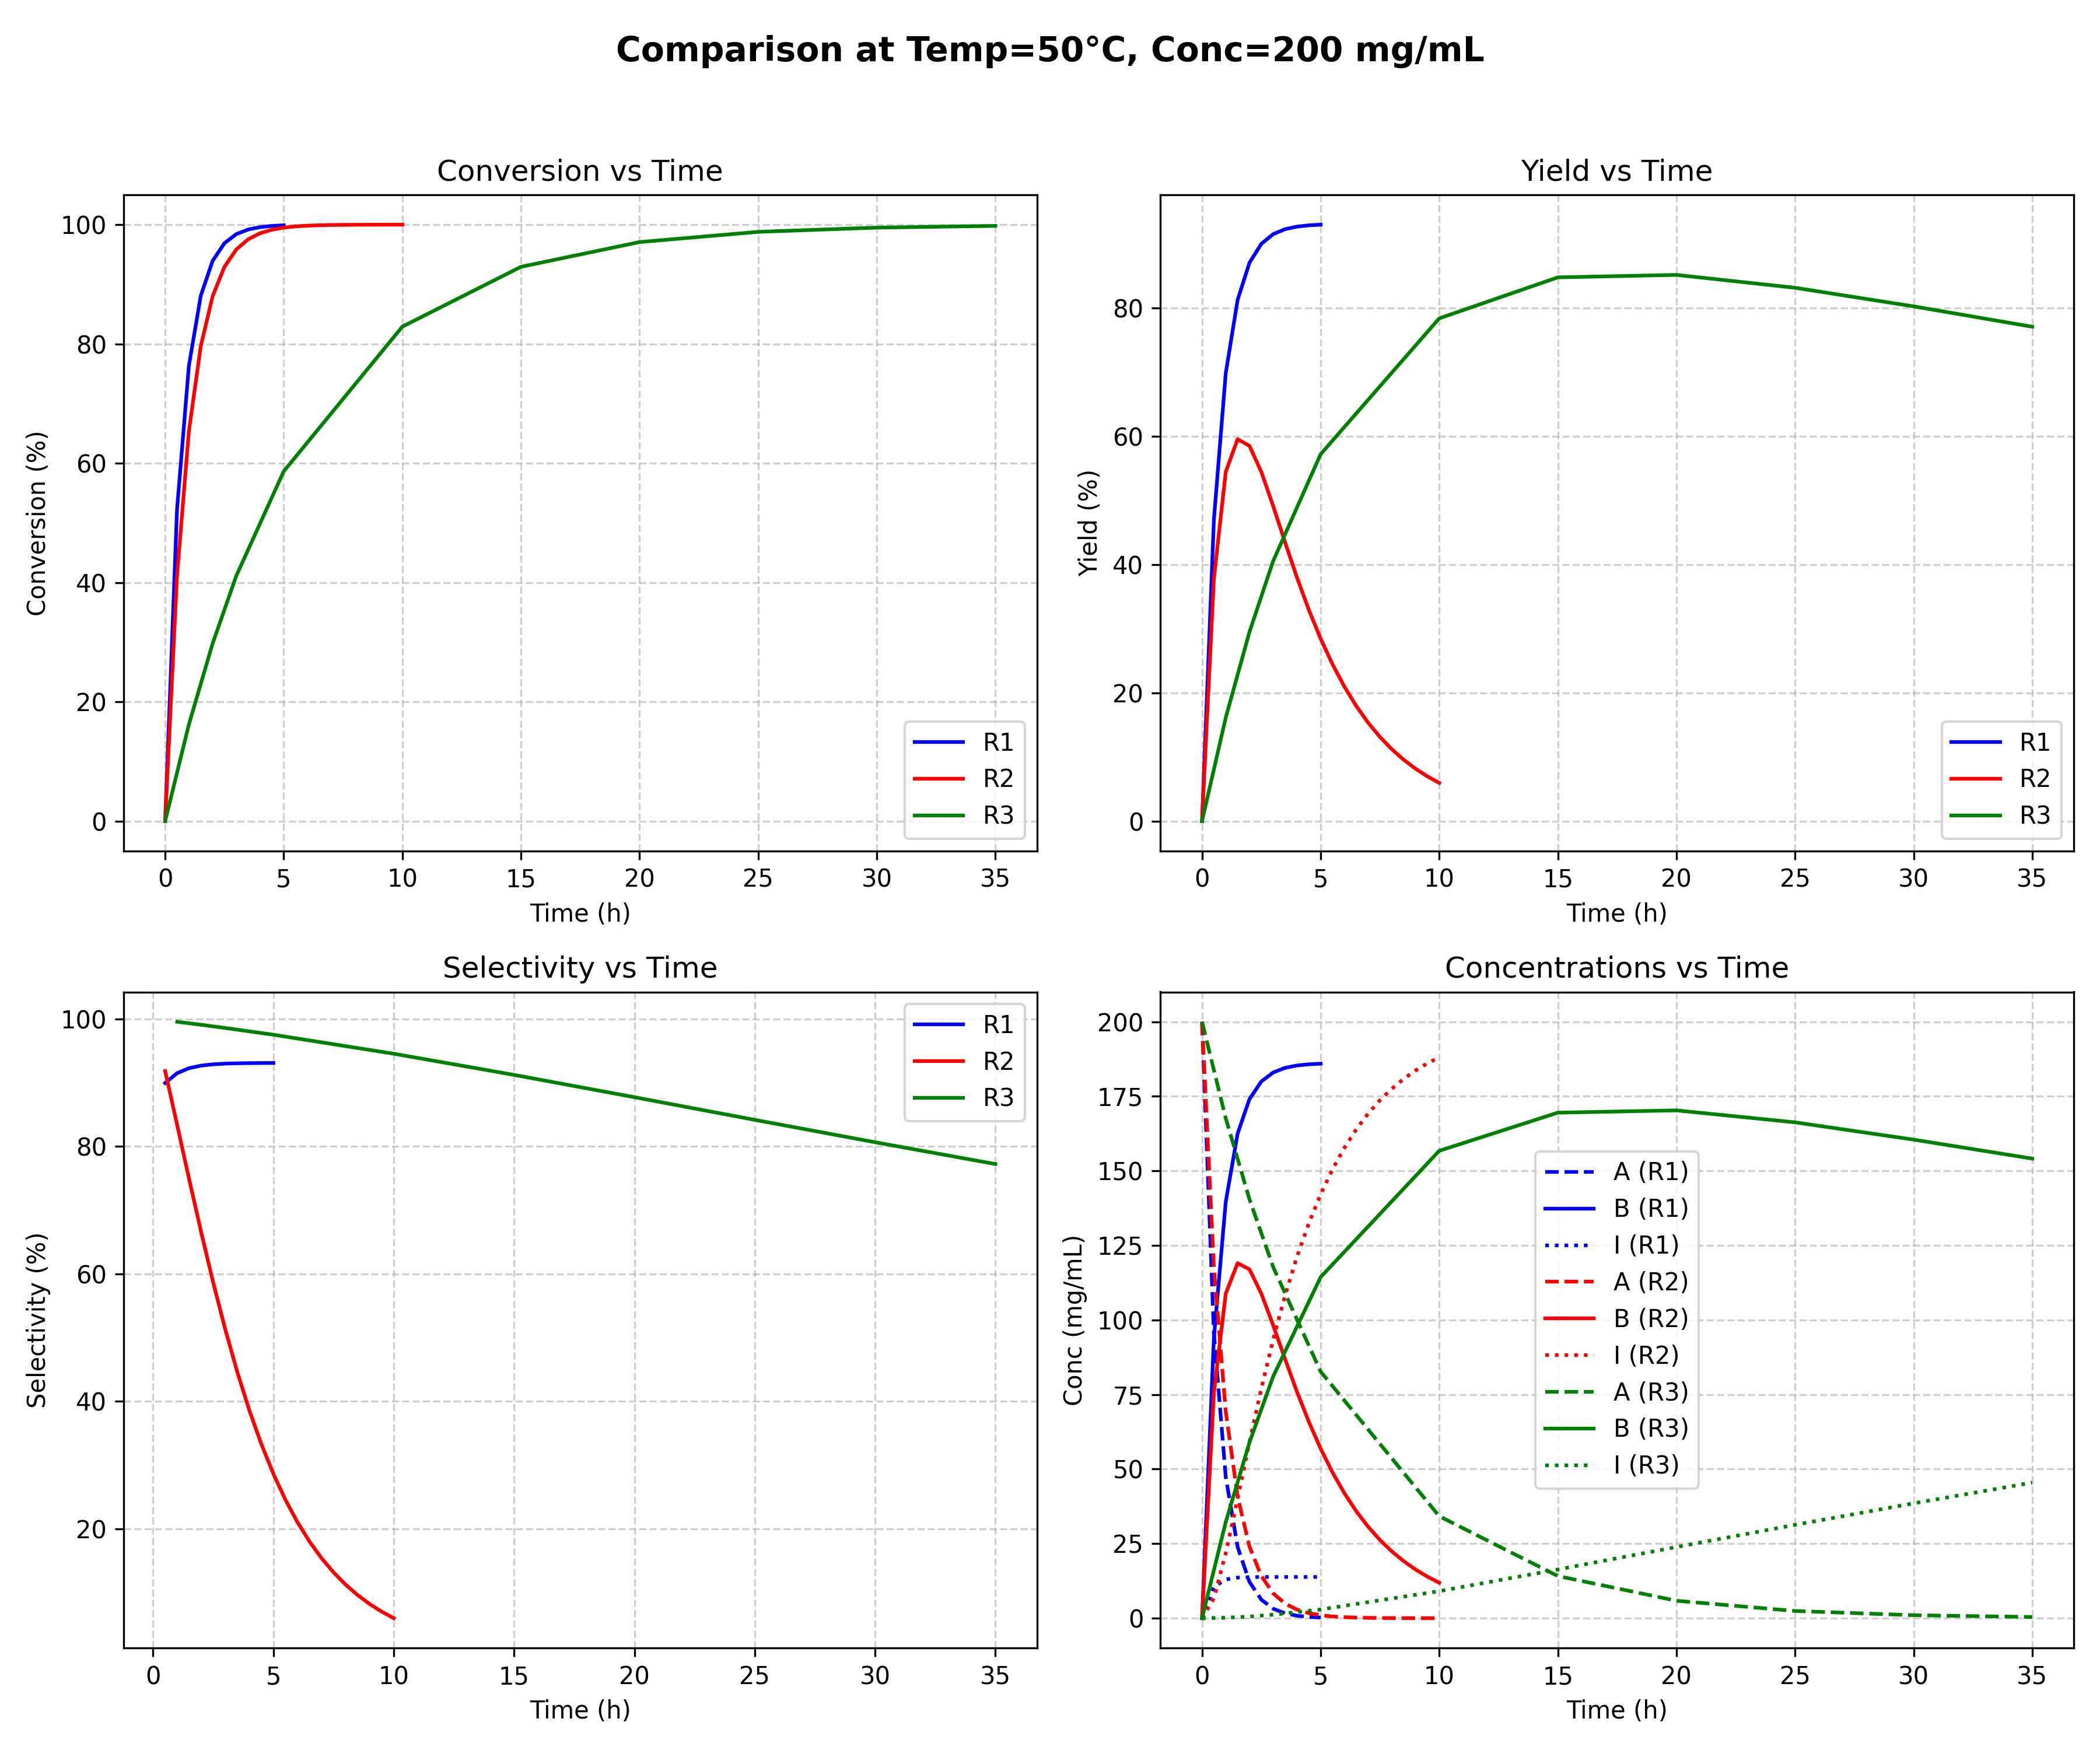 Comparison at Temp=50°C, Conc=200 mg/mL
Conversion vs Time
Conversion (%)
100
80
60
40
20
0
0 5 10 15 20 25 30 35
Time (h)
R1
R2
R3
Yield vs Time
Yield (%)
80
60
40
20
0
0 5 10 15 20 25 30 35
Time (h)
R1
R2
R3
Selectivity vs Time
Selectivity (%)
100
80
60
40
20
0 5 10 15 20 25 30 35
Time (h)
R1
R2
R3
Concentrations vs Time
Conc (mg/mL)
200
175
150
125
100
75
50
25
0
0 5 10 15 20 25 30 35
Time (h)
A (R1)
B (R1)
I (R1)
A (R2)
B (R2)
I (R2)
A (R3)
B (R3)
I (R3)